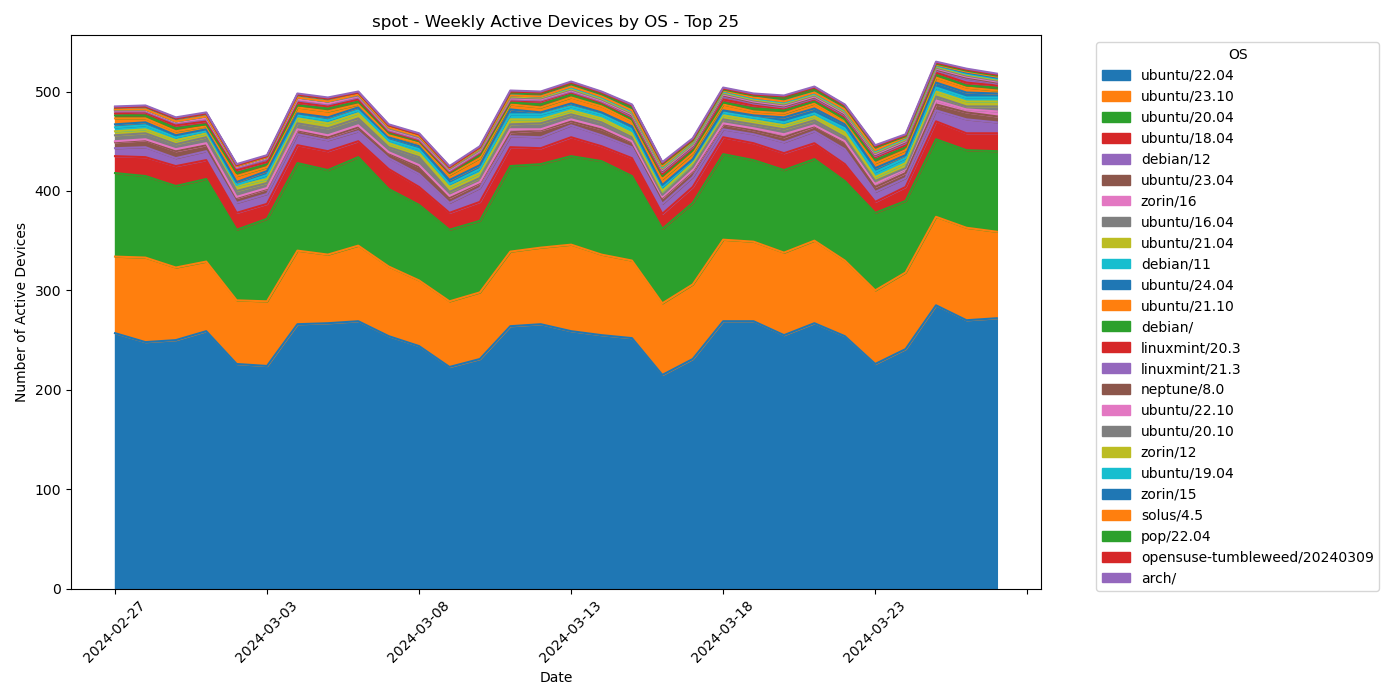 spot - Weekly Active Devices by OS - Top 25
Number of Active Devices
500
400
300
200
100
0
2024-02-27
2024-03-03
2024-03-08
2024-03-13
2024-03-18
2024-03-23
Date
OS
ubuntu/22.04
ubuntu/23.10
ubuntu/20.04
ubuntu/18.04
debian/12
ubuntu/23.04
zorin/16
ubuntu/16.04
ubuntu/21.04
debian/11
ubuntu/24.04
ubuntu/21.10
debian/
linuxmint/20.3
linuxmint/21.3
neptune/8.0
ubuntu/22.10
ubuntu/20.10
zorin/12
ubuntu/19.04
zorin/15
solus/4.5
pop/22.04
opensuse-tumbleweed/20240309
arch/